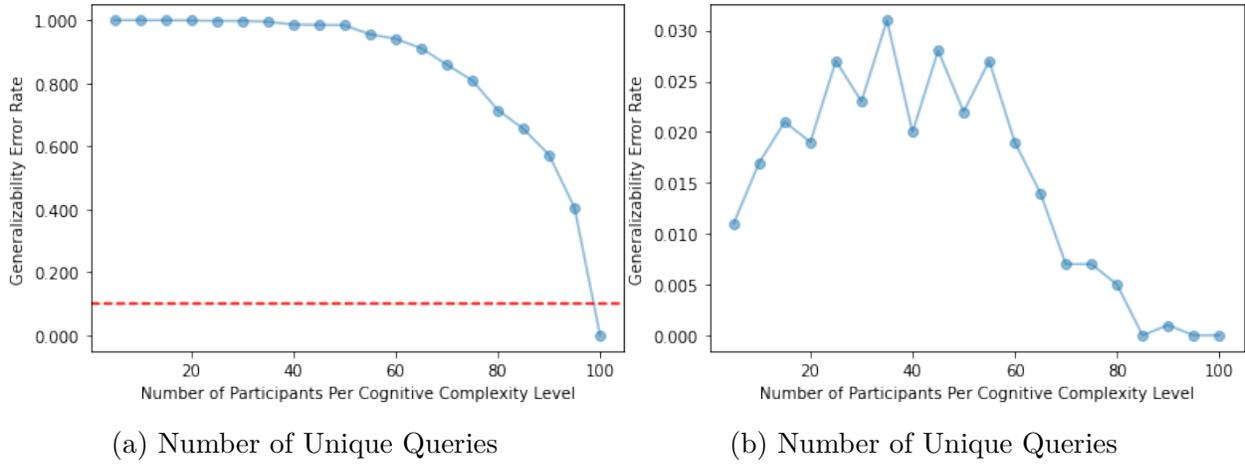 1.000
0.800
0.600
0.400
0.200
0.000
Generalizability Error Rate
20 40 60 80 100
Number of Participants Per Cognitive Complexity Level
(a) Number of Unique Queries
0.030
0.025
0.020
0.015
0.010
0.005
0.000
Generalizability Error Rate
20 40 60 80 100
Number of Participants Per Cognitive Complexity Level
(b) Number of Unique Queries